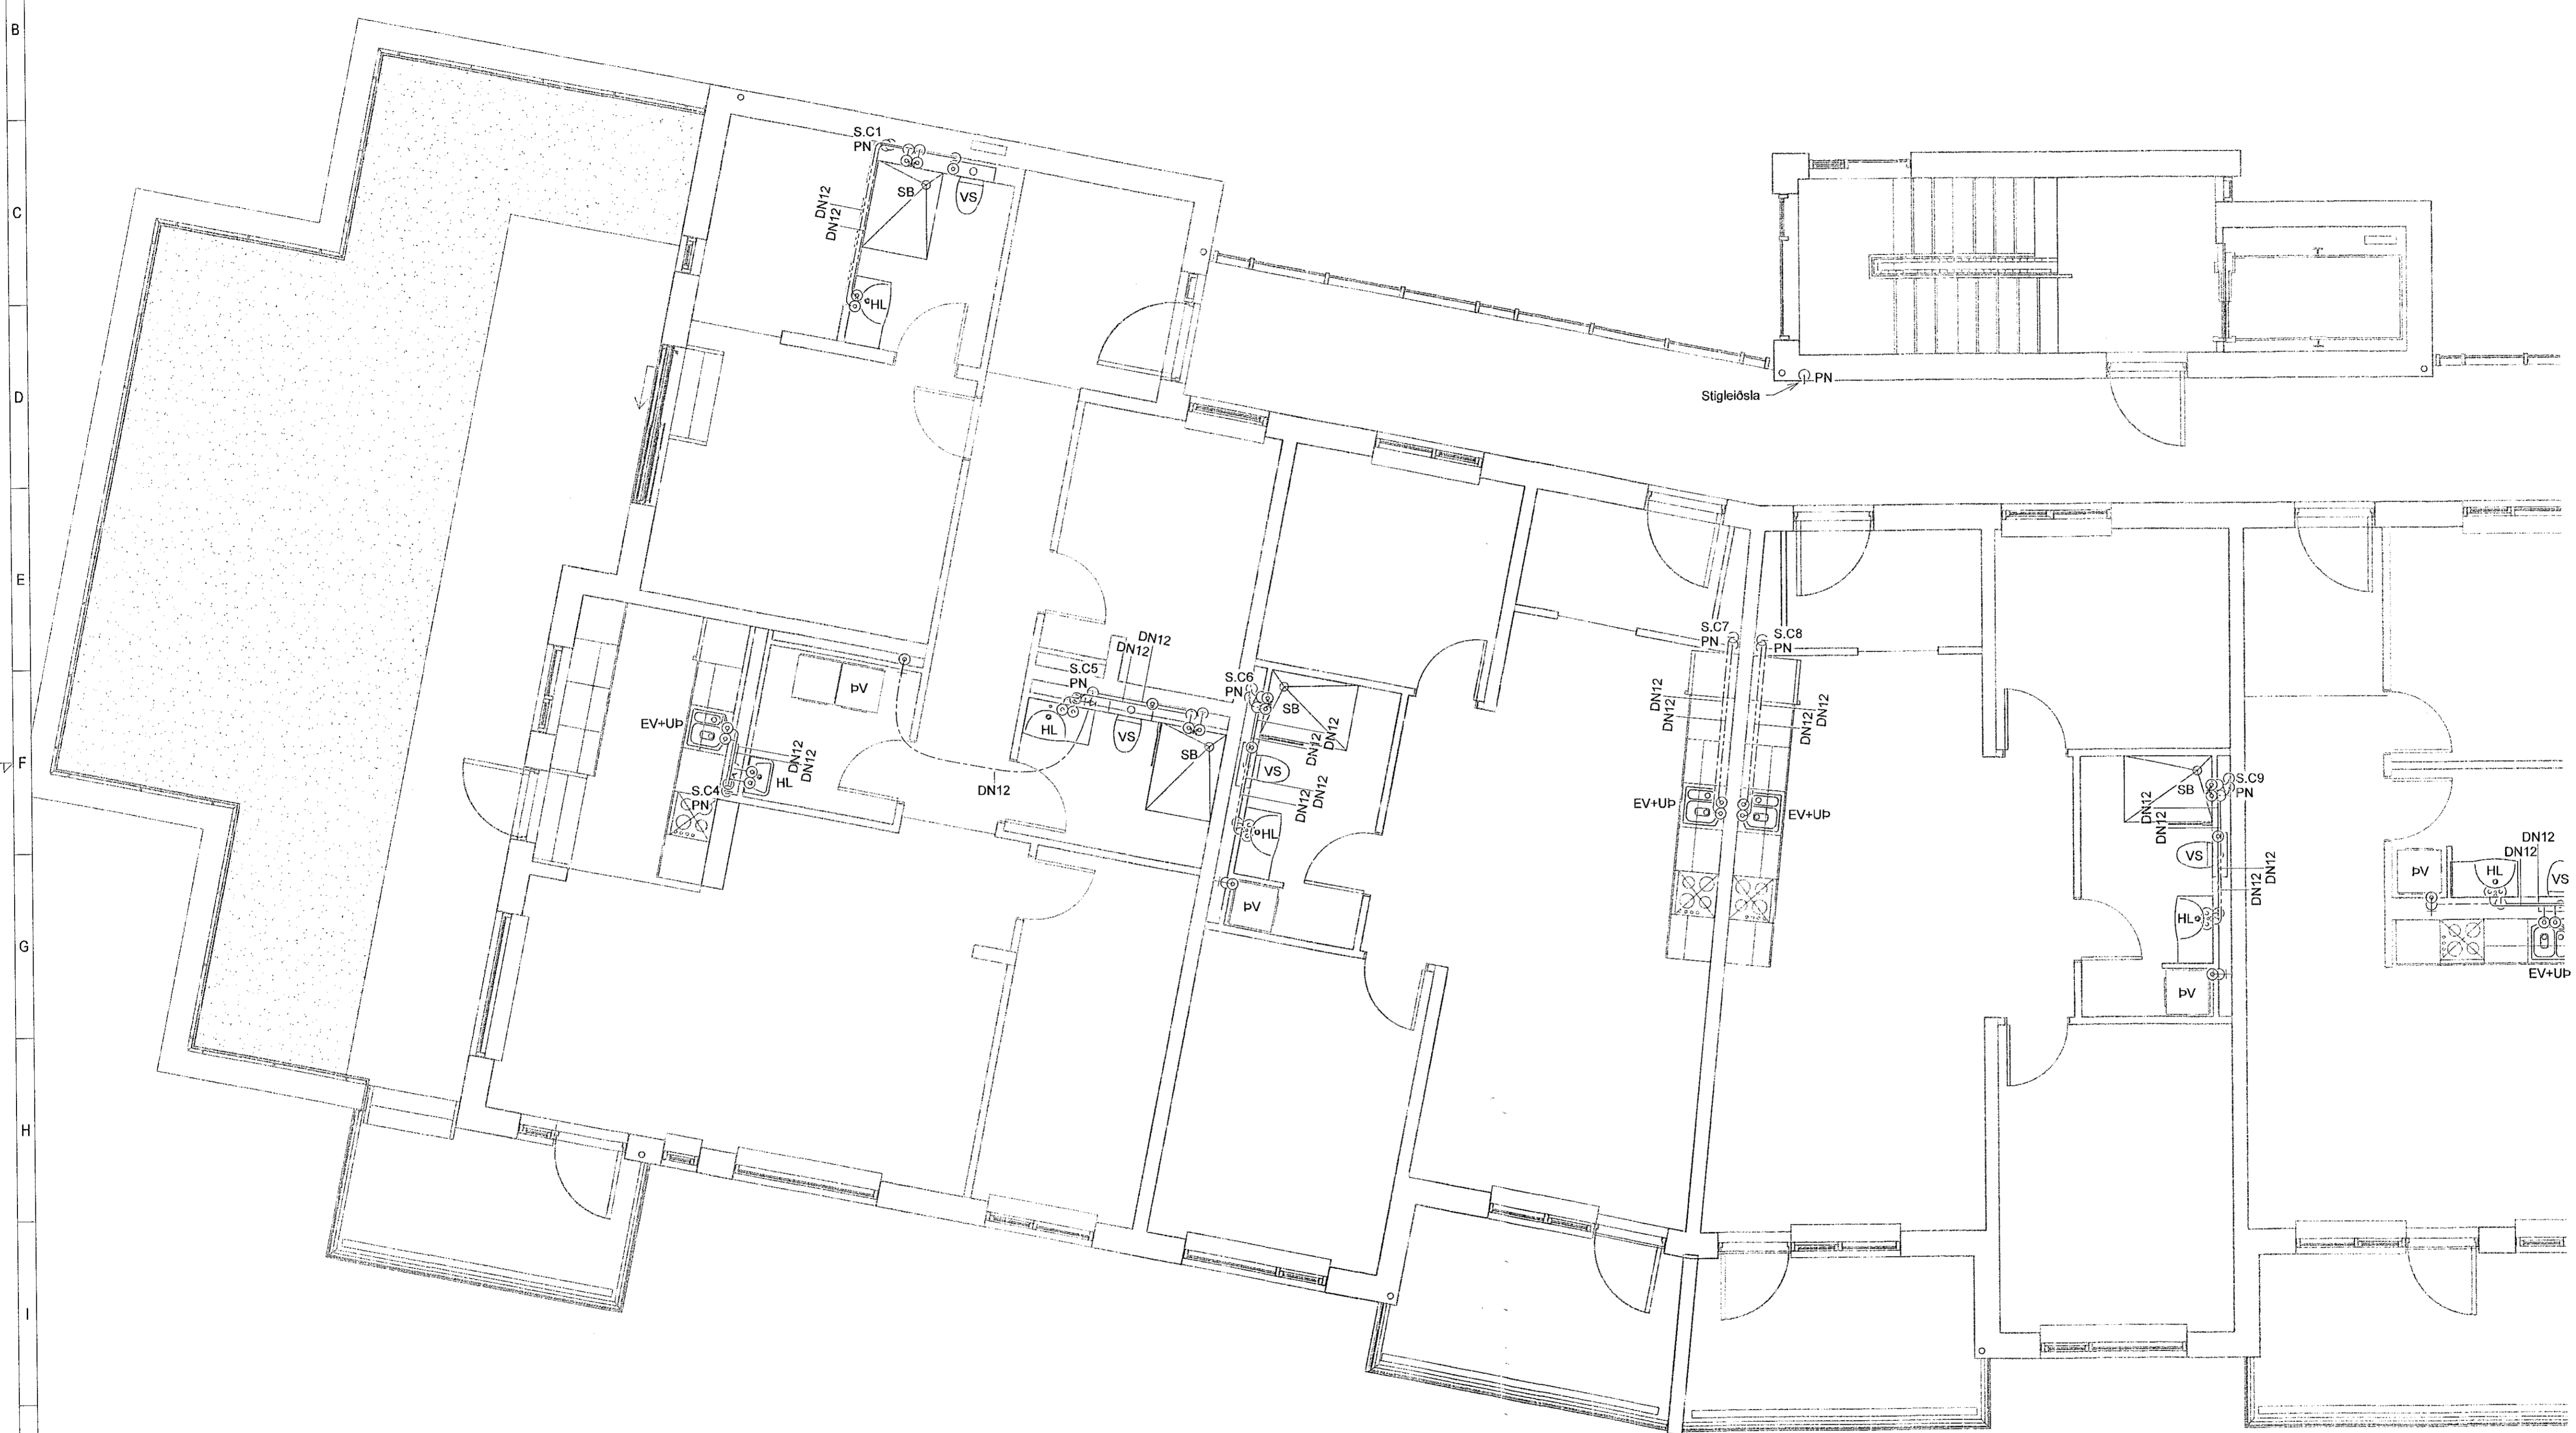 B
C
D
E
F
G
H
I
S.C1
PN
DN12
DN12
SB
VS
HL
PN
Stigleiðsla
S.C4
PN
EV+UÞ
ÞV
HL
DN12
DN12
DN12
S.C5
PN
DN12
DN12
HL
VS
SB
S.C6
PN
SB
DN12
DN12
VS
DN12
DN12
HL
ÞV
S.C7
PN
S.C8
PN
DN12
DN12
DN12
DN12
EV+UÞ
EV+UÞ
S.C9
PN
SB
DN12
DN12
VS
DN12
DN12
HL
ÞV
DN12
DN12
ÞV
HL
VS
EV+UÞ